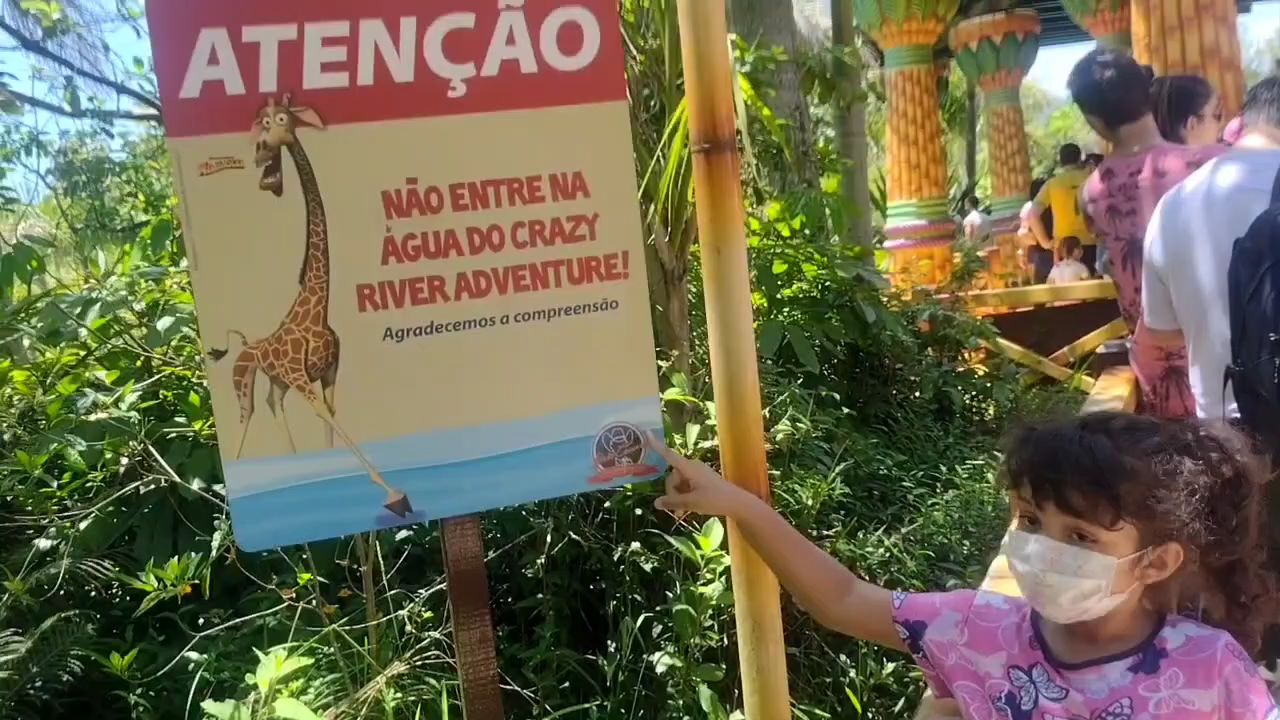 ATENÇÃO
NÃO ENTRE NA
ÁGUA DO CRAZY
RIVER ADVENTURE!
Agradecemos a compreensão